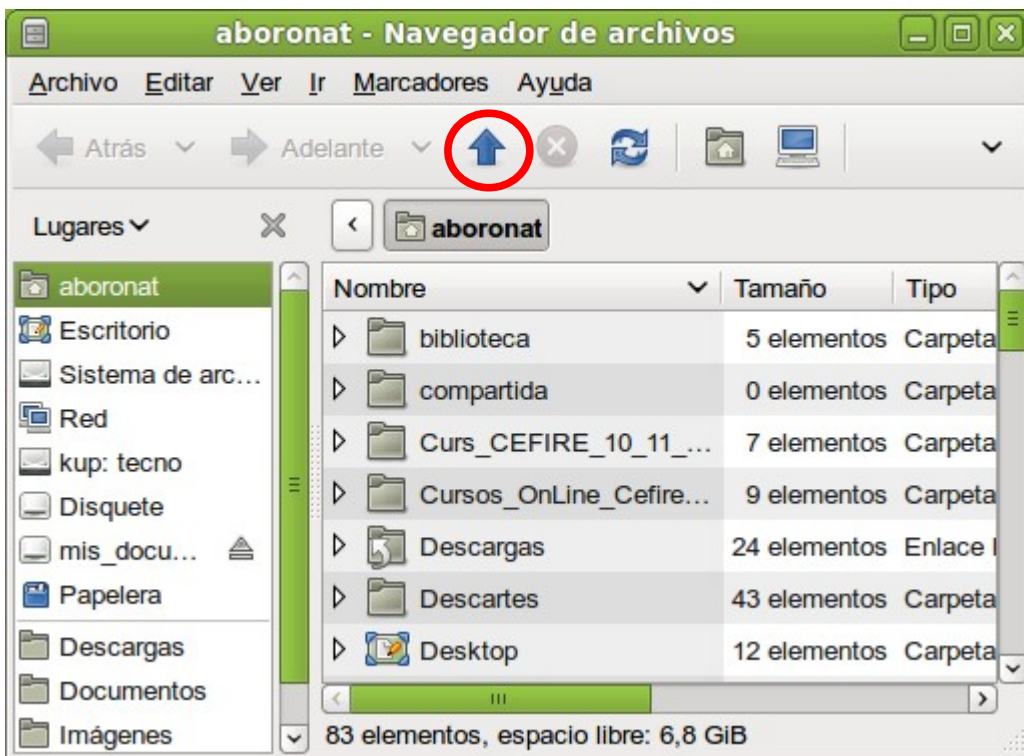 aboronat - Navegador de archivos
Archivo Editar Ver Ir Marcadores Ayuda
Atrás Adelante
Lugares aboronat
aboronat
Escritorio
Sistema de arc...
Red
kup: tecno
Disquete
mis_docu...
Papelera
Descargas
Documentos
Imágenes
Nombre Tamaño Tipo
biblioteca 5 elementos Carpeta
compartida 0 elementos Carpeta
Curs_CEFIRE_10_11_... 7 elementos Carpeta
Cursos_OnLine_Cefire... 9 elementos Carpeta
Descargas 24 elementos Enlace
Descartes 43 elementos Carpeta
Desktop 12 elementos Carpeta
83 elementos, espacio libre: 6,8 GiB